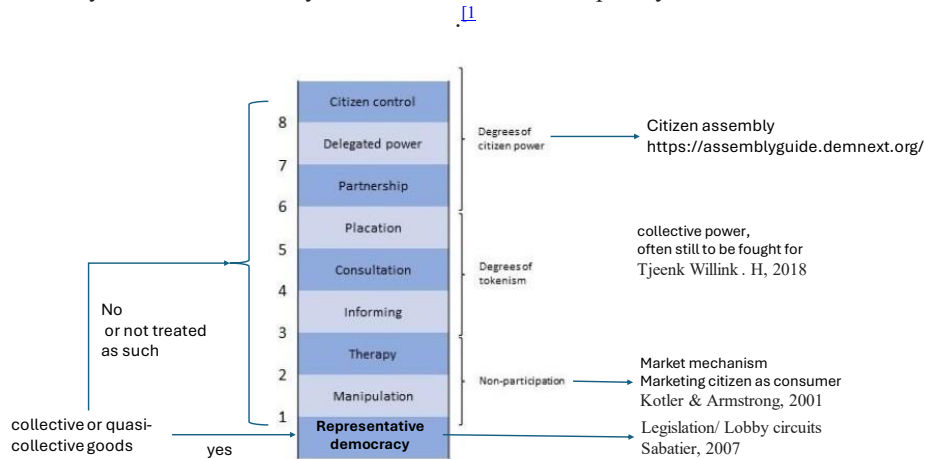 .[1
Citizen control
8
Delegated power
7
Partnership
6
Placation
5
Consultation
4
Informing
3
Therapy
2
Manipulation
1
Representative
democracy
Degrees of
citizen power
Degrees of
tokenism
Non-participation
Citizen assembly
https://assemblyguide.demnext.org/
collective power,
often still to be fought for
Tjeenk Willink . H, 2018
Market mechanism
Marketing citizen as consumer
Kotler & Armstrong, 2001
Legislation/ Lobby circuits
Sabatier, 2007
No
or not treated
as such
collective or quasi-
collective goods
yes